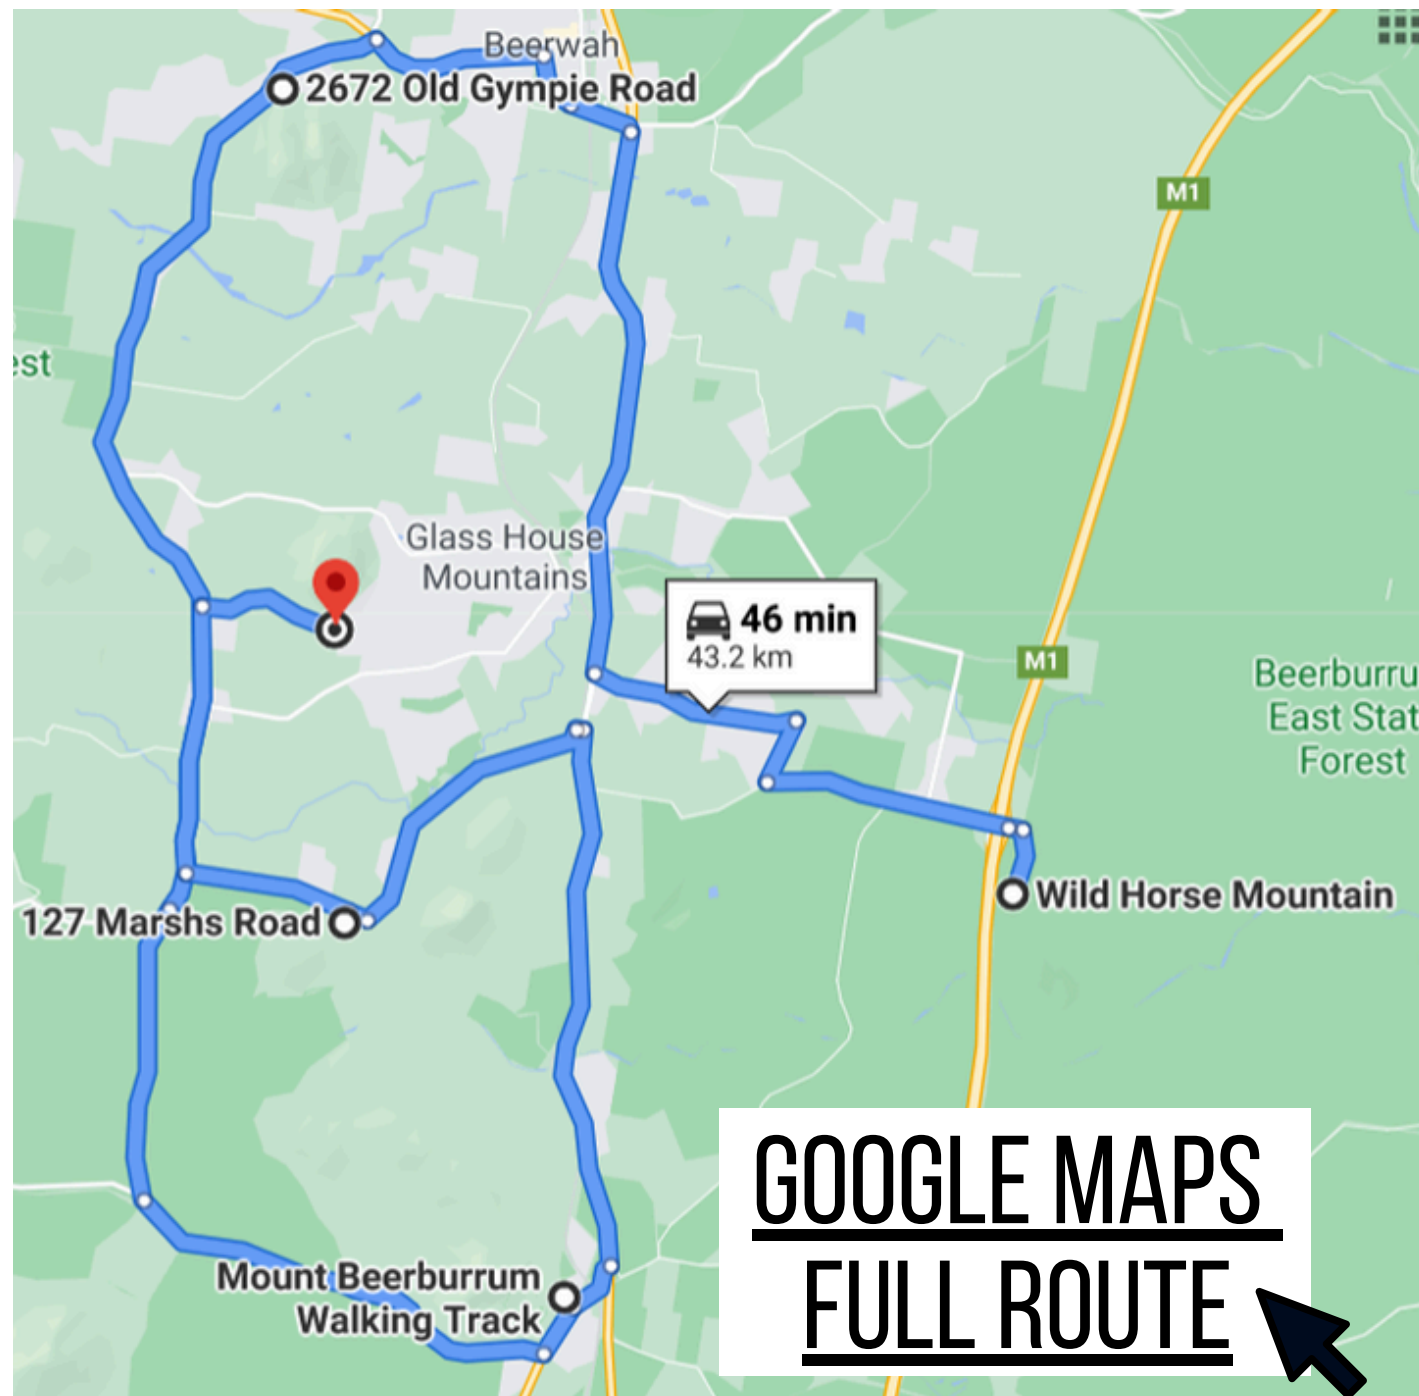 Beerwah
2672 Old Gympie Road
M1
est
Glass House
Mountains
46 min
43.2 km
M1
Beerburru
East Stat
Forest
Wild Horse Mountain
127 Marshs Road
GOOGLE MAPS
FULL ROUTE
Mount Beerburrum
Walking Track